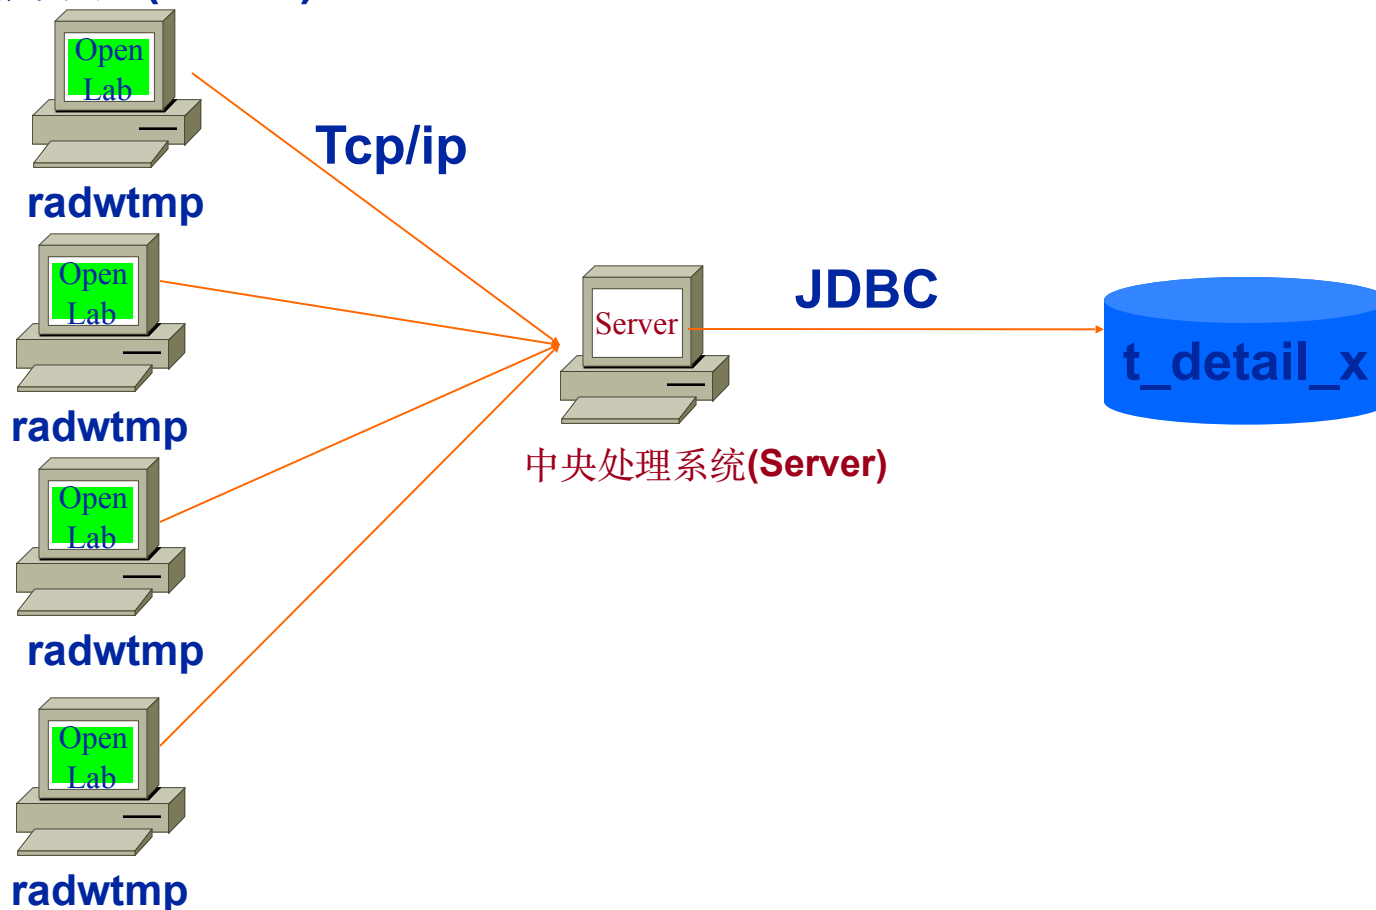 Open
Lab
radwtmp
Tcp/ip
Open
Lab
radwtmp
Open
Lab
radwtmp
Open
Lab
radwtmp
Server
中央处理系统(Server)
JDBC
t_detail_x